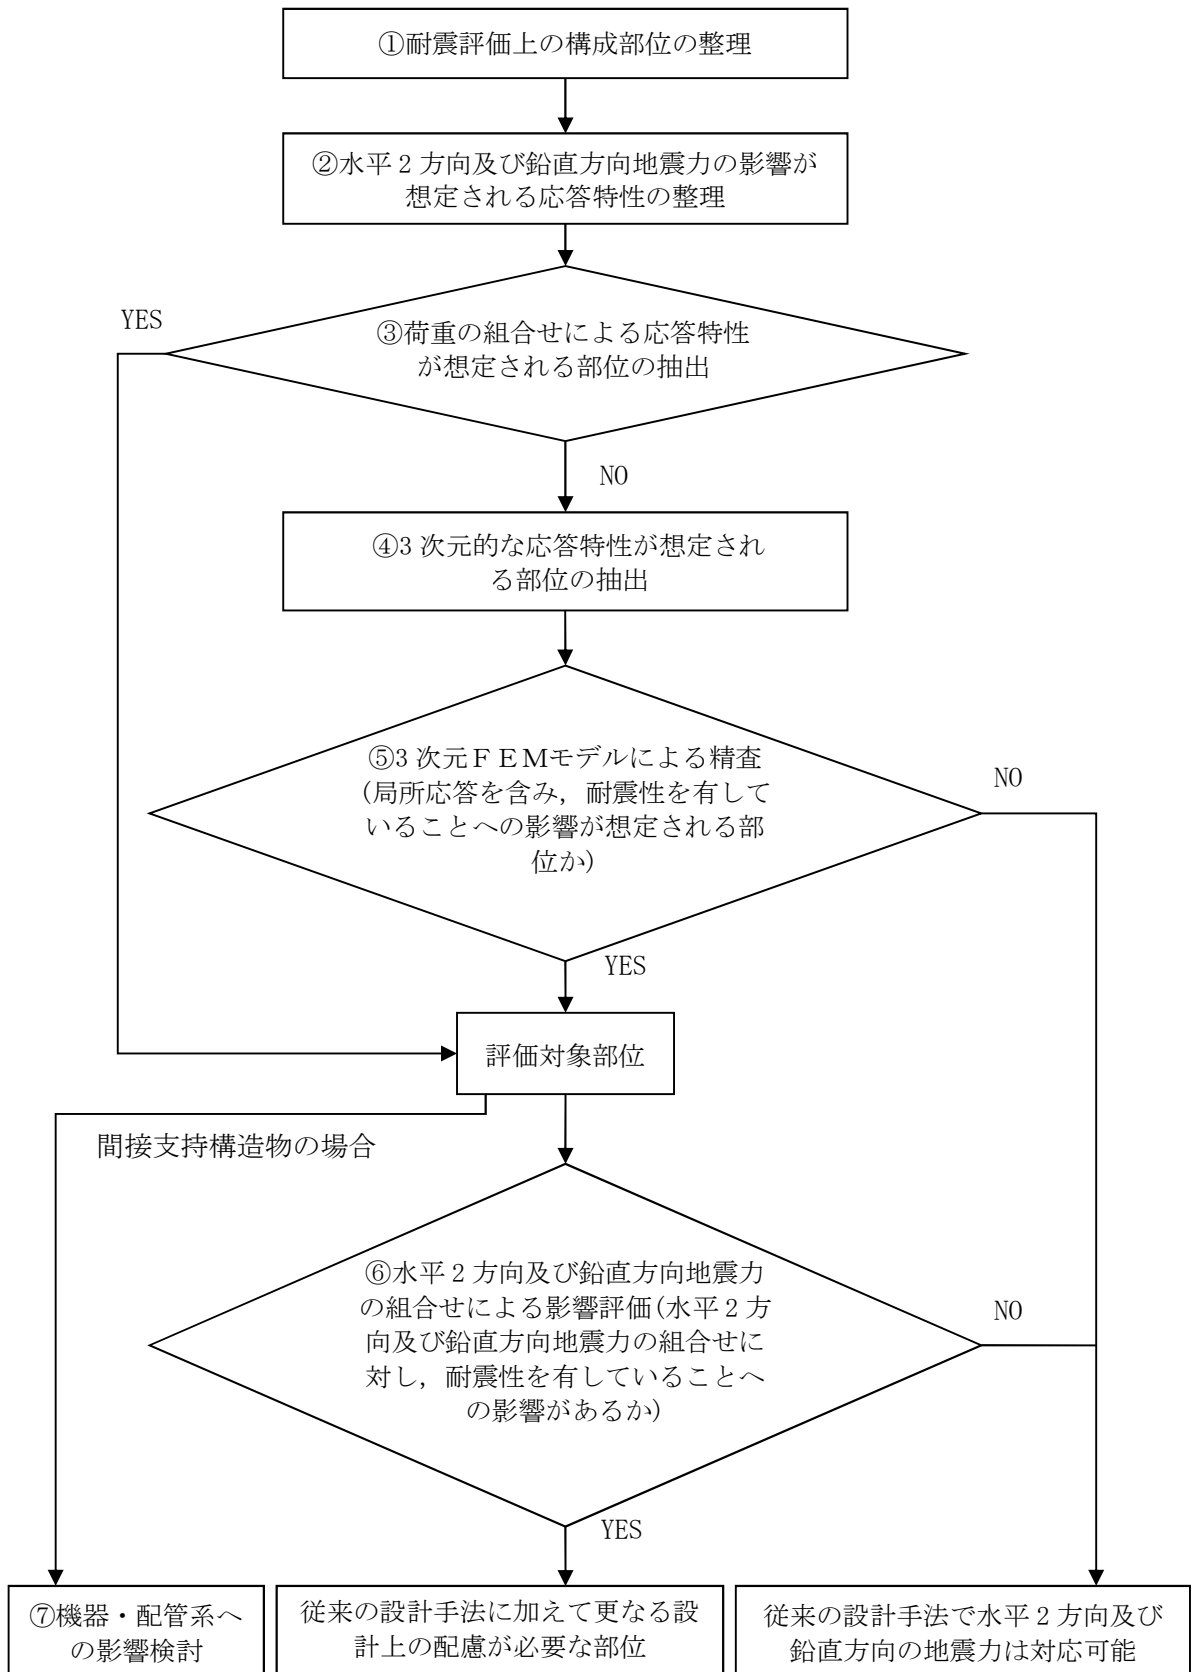 ①耐震評価上の構成部位の整理
②水平2方向及び鉛直方向地震力の影響が
想定される応答特性の整理
YES
③荷重の組合せによる応答特性
が想定される部位の抽出
NO
④3次元的な応答特性が想定され
る部位の抽出
⑤3次元FEMモデルによる精査
(局所応答を含み,耐震性を有して
いることへの影響が想定される部
位か)
NO
YES
評価対象部位
間接支持構造物の場合
⑥水平2方向及び鉛直方向地震力
の組合せによる影響評価(水平2方
向及び鉛直方向地震力の組合せに
対し,耐震性を有していることへ
の影響があるか)
NO
YES
⑦機器・配管系へ
の影響検討
従来の設計手法に加えて更なる設
計上の配慮が必要な部位
従来の設計手法で水平2方向及び
鉛直方向の地震力は対応可能